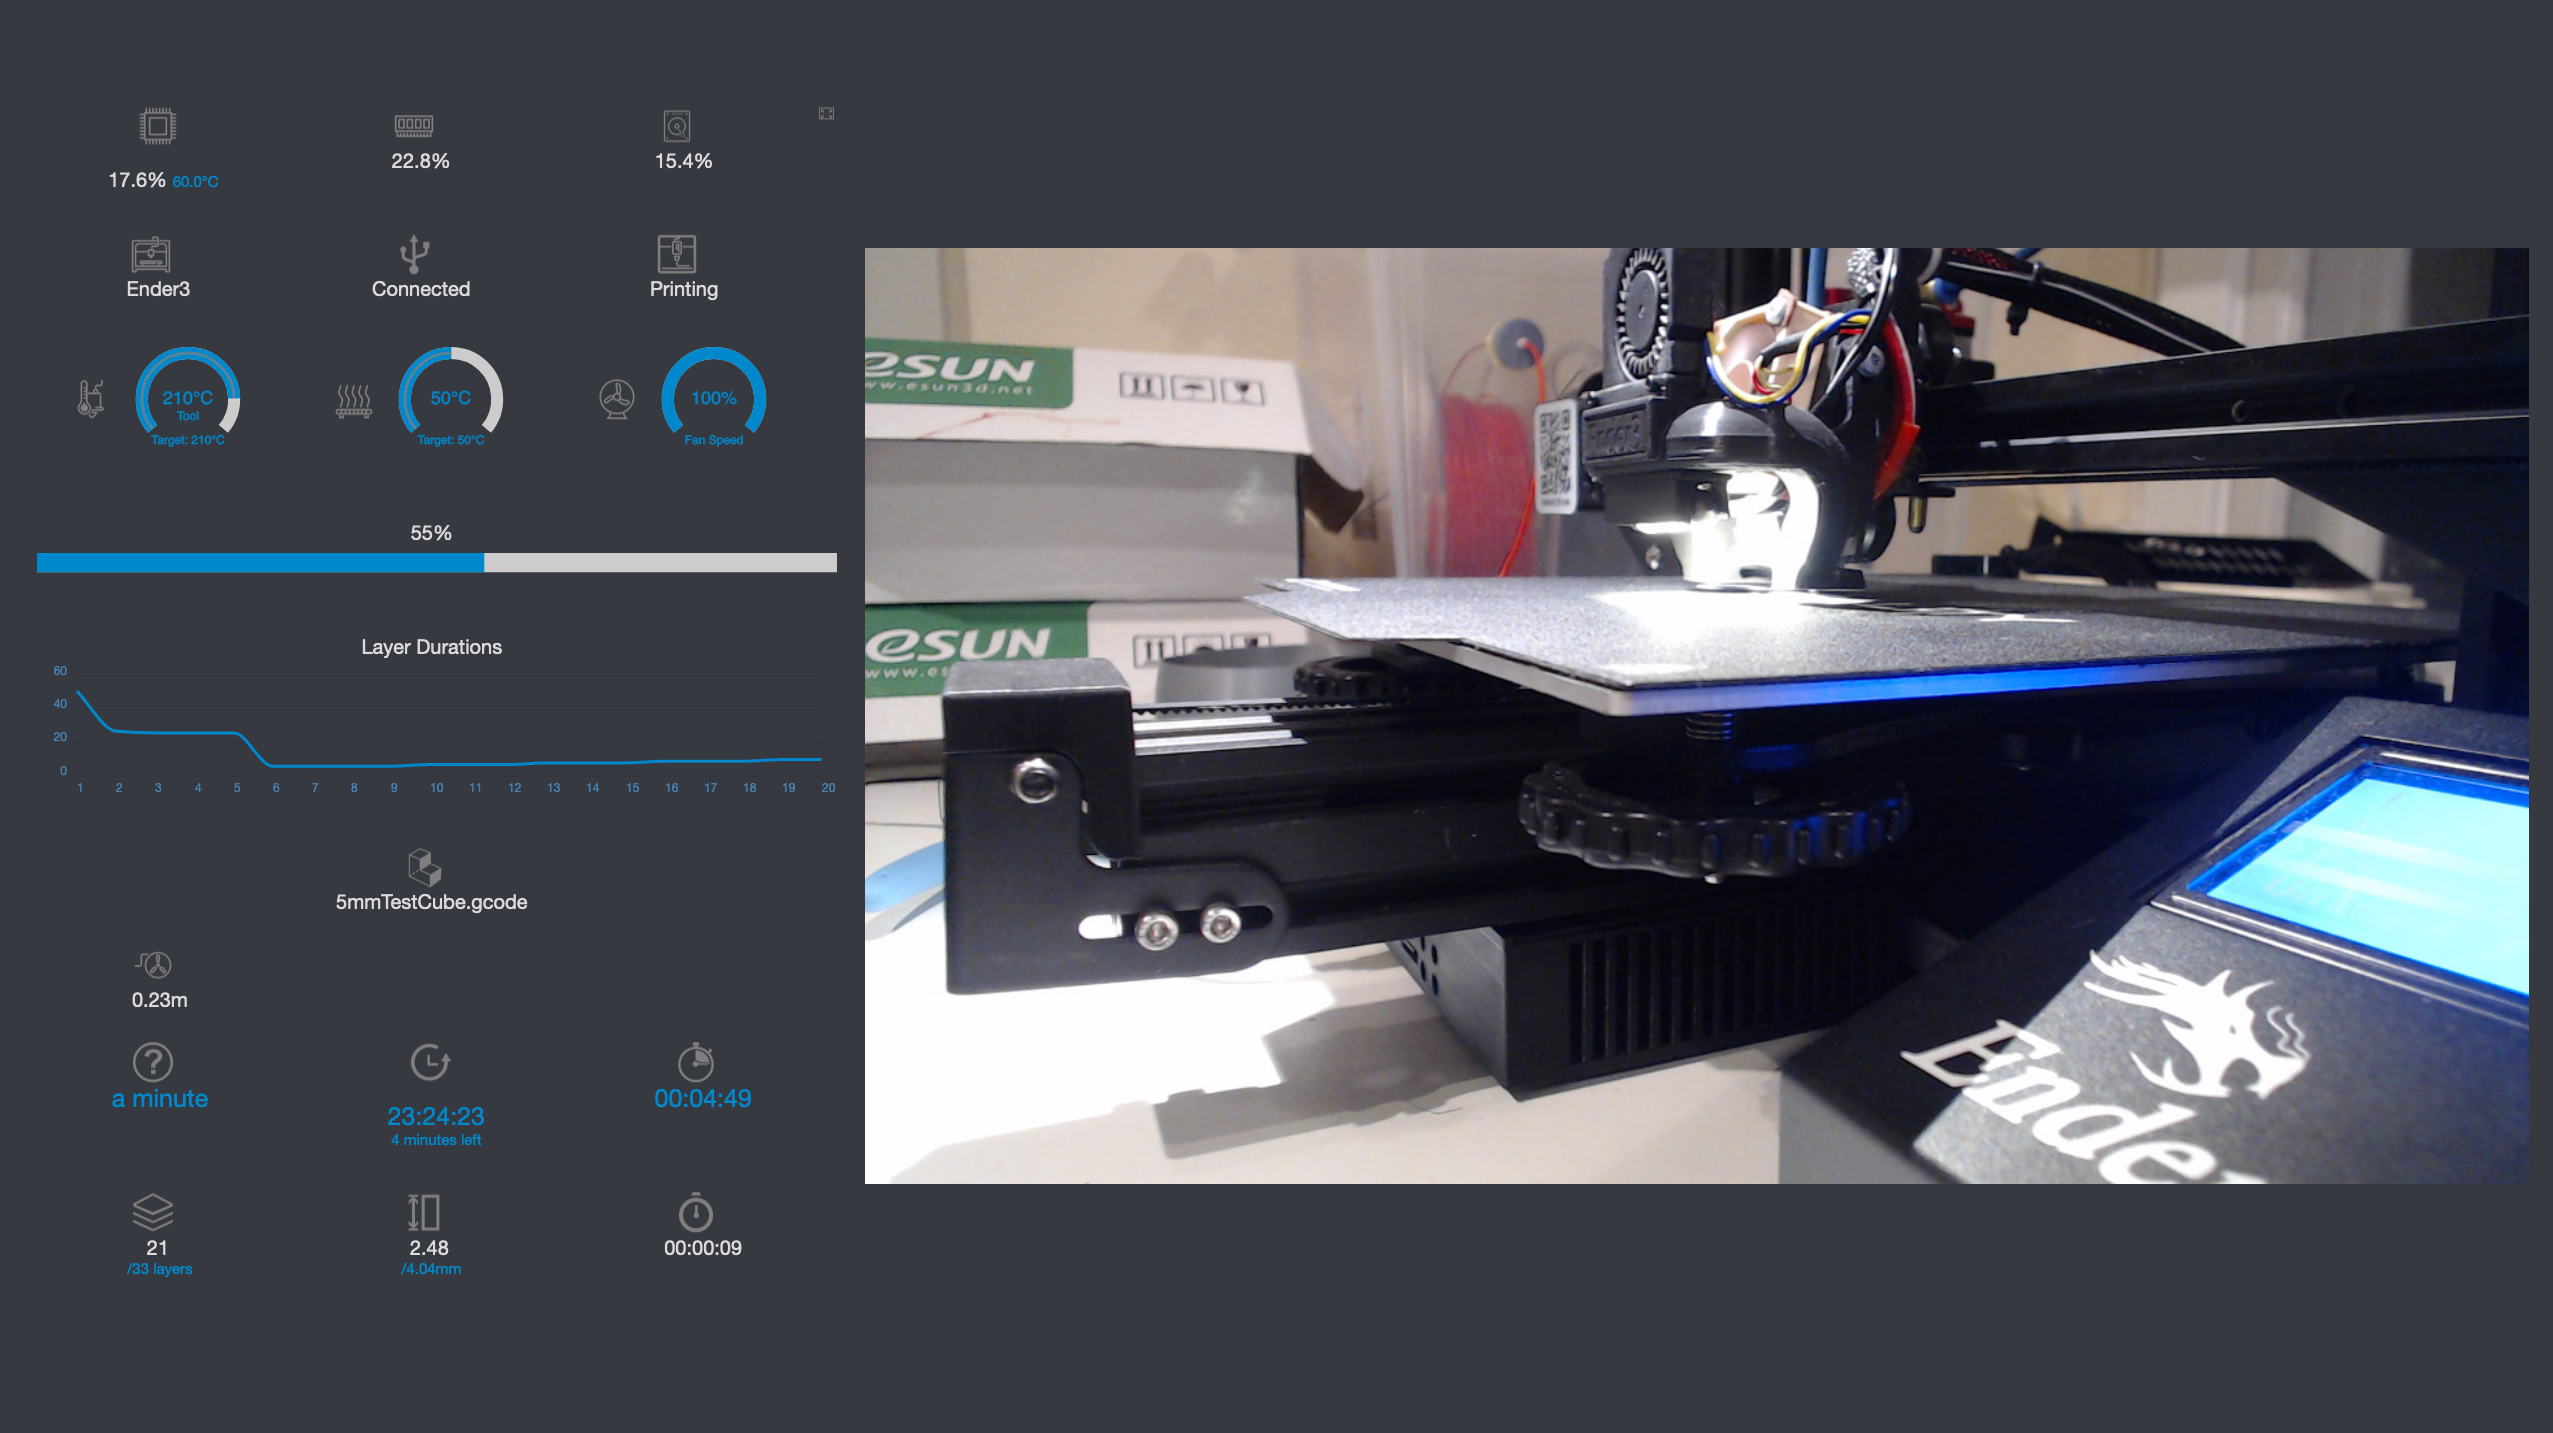 17.6% 60.0°C
22.8%
15.4%
Ender3
Connected
Printing
210°C
Tool
Target: 210°C
50°C
Target: 50°C
100%
Fan Speed
55%
Layer Durations
60
40
20
0
1 2 3 4 5 6 7 8 9 10 11 12 13 14 15 16 17 18 19 20
5mmTestCube.gcode
0.23m
a minute
23:24:23
4 minutes left
00:04:49
21
/33 layers
2.48
/4.04mm
00:00:09
eSUN
www.esun3d.net
eSUN
Ender